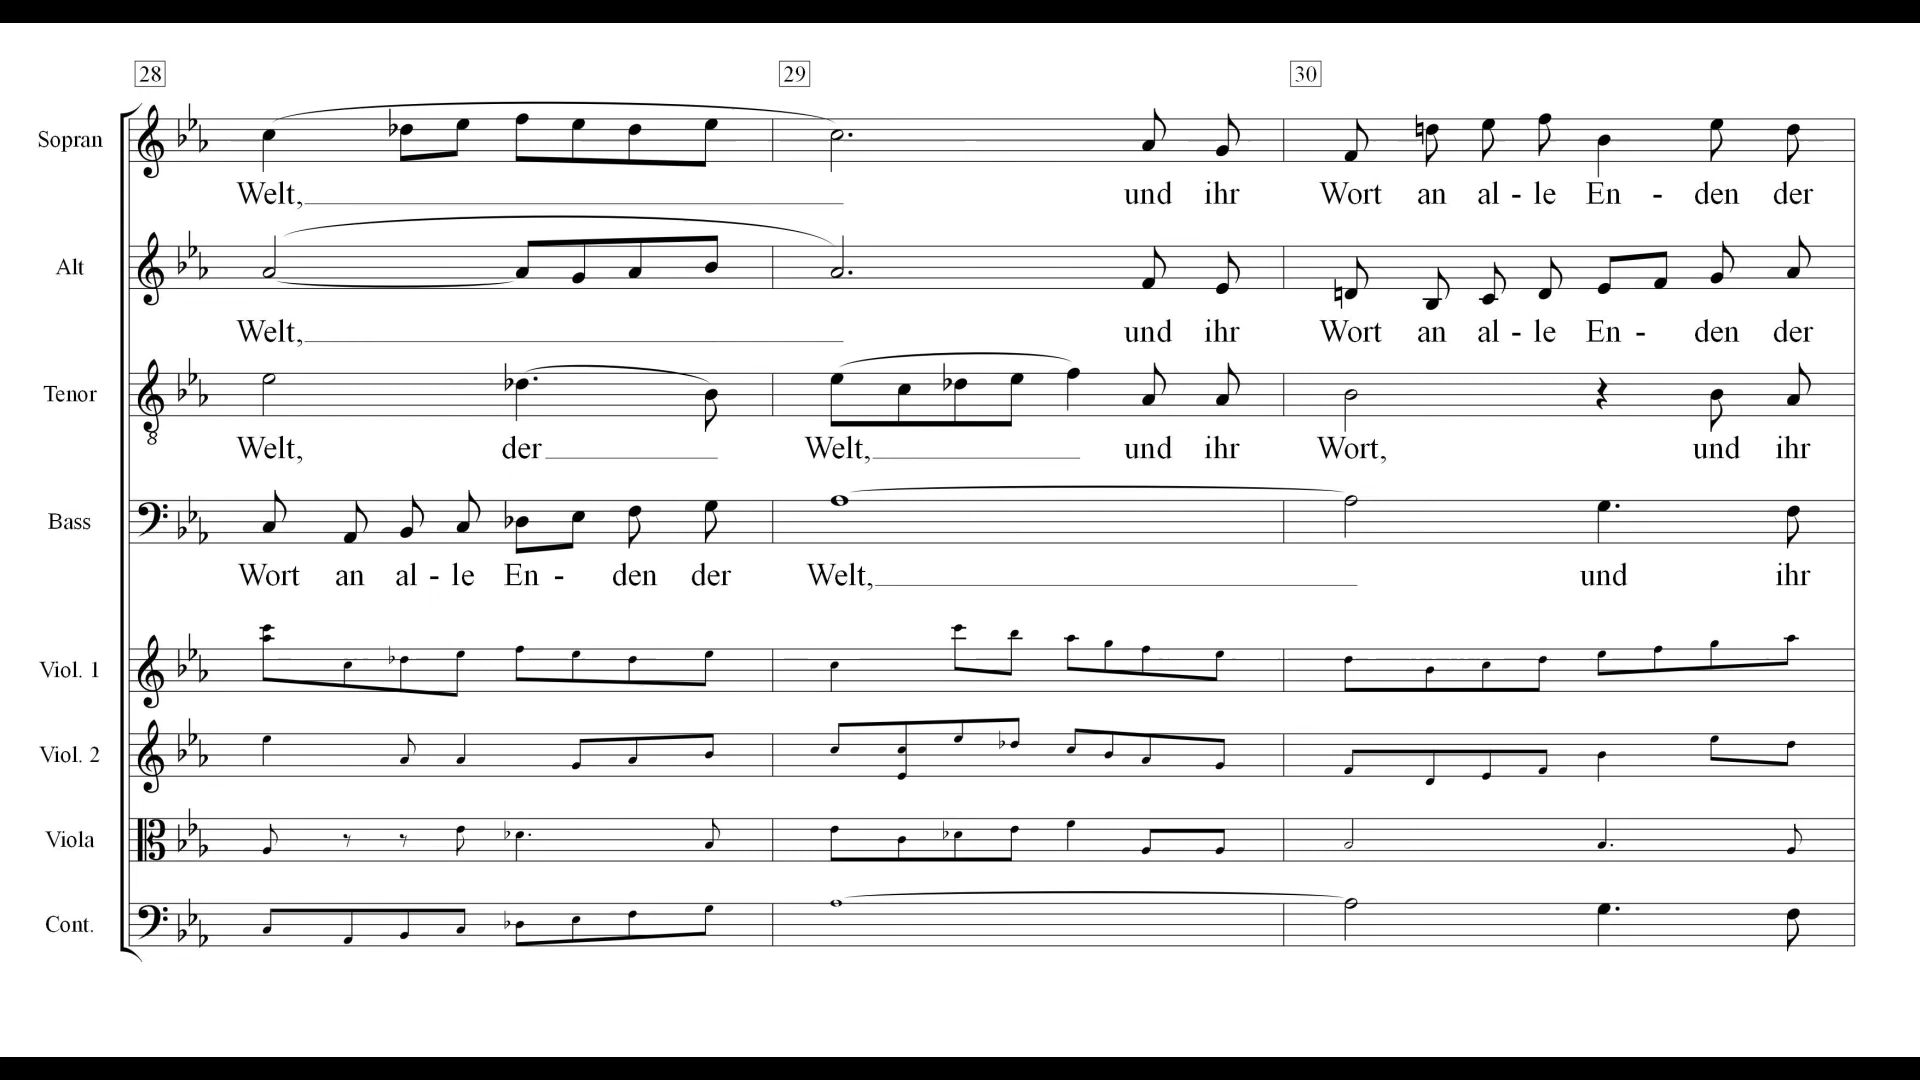 28 29 30
Sopran
Welt, und ihr Wort an al - le En - den der
Alt
Welt, und ihr Wort an al - le En - den der
Tenor
8
Welt, der Welt, und ihr Wort, und ihr
Bass
Wort an al - le En - den der Welt, und ihr
Viol. 1
Viol. 2
Viola
Cont.